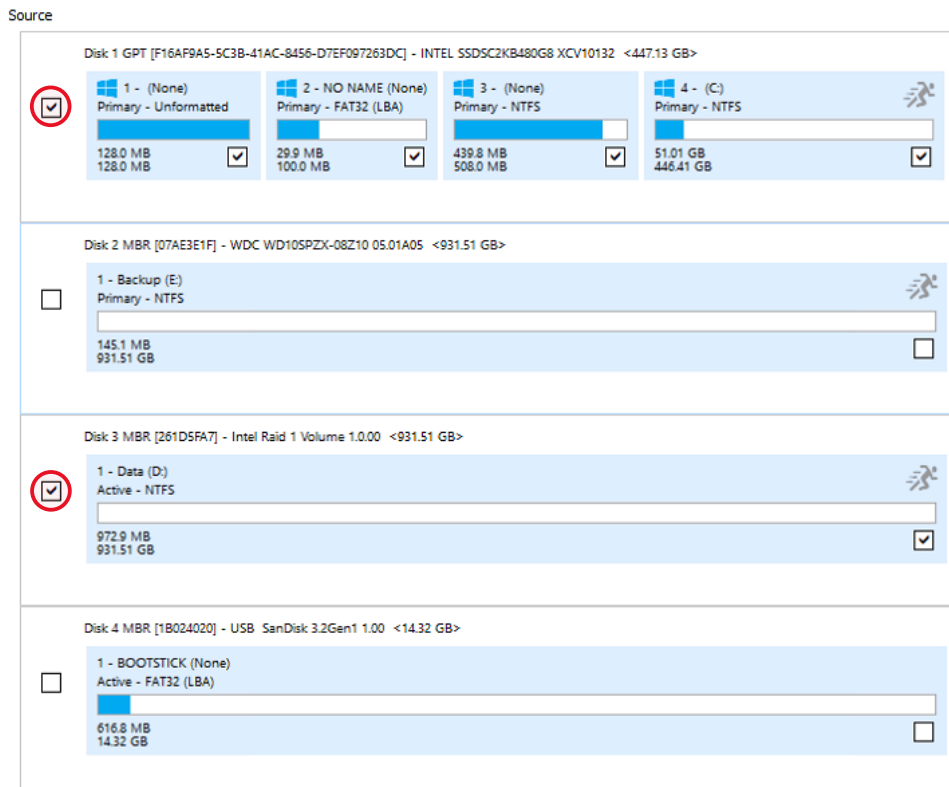 Source
Disk 1 GPT [F16AF9A5-5C3B-41AC-8456-D7EF097263DC] - INTEL SSDSC2KB480G8 XCV10132 <447.13 GB>
1 - (None)
Primary - Unformatted
128.0 MB
128.0 MB
2 - NO NAME (None)
Primary - FAT32 (LBA)
29.9 MB
100.0 MB
3 - (None)
Primary - NTFS
439.8 MB
508.0 MB
4 - (C:)
Primary - NTFS
51.01 GB
446.41 GB
Disk 2 MBR [07AE3E1F] - WDC WD10SPZX-08Z10 05.01A05 <931.51 GB>
1 - Backup (E:)
Primary - NTFS
145.1 MB
931.51 GB
Disk 3 MBR [261D5FA7] - Intel Raid 1 Volume 1.0.00 <931.51 GB>
1 - Data (D:)
Active - NTFS
972.9 MB
931.51 GB
Disk 4 MBR [1B024020] - USB SanDisk 3.2Gen1 1.00 <14.32 GB>
1 - BOOTSTICK (None)
Active - FAT32 (LBA)
616.8 MB
14.32 GB